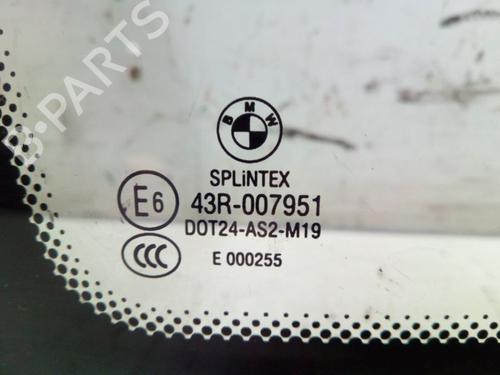 B-PARTS
BMW
SPLiNTEX
E6 43R-007951
DOT24-AS2-M19
CCC E 000255